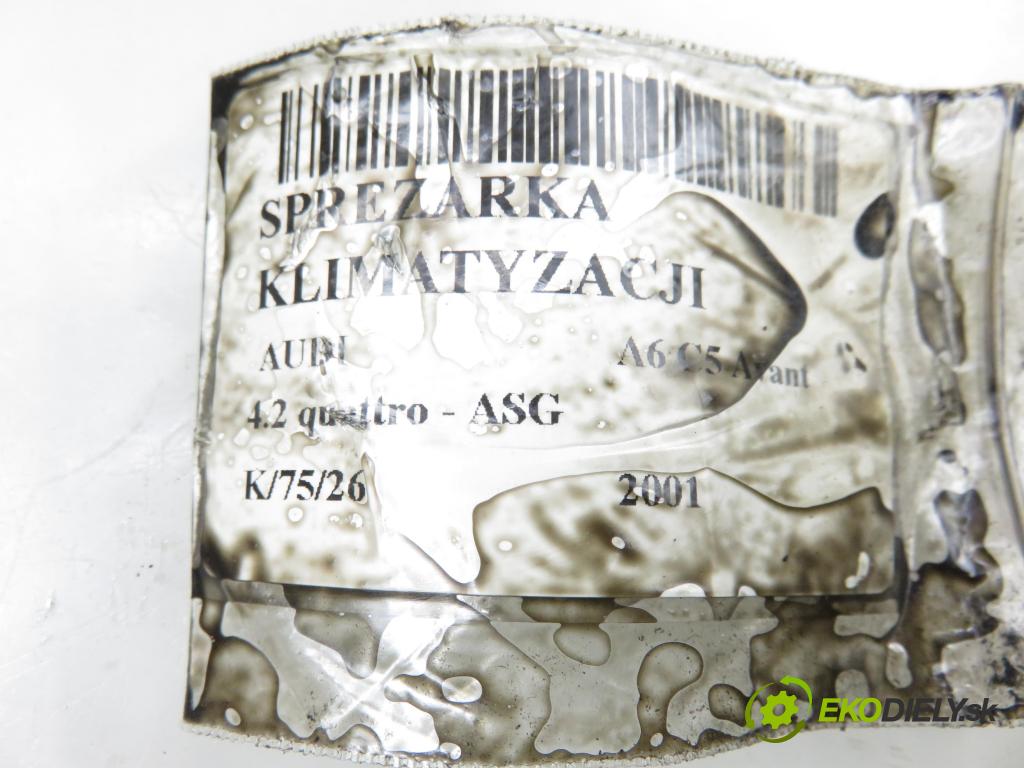 SPREZARKA
KLIMATYZACJI
AUDI A6 C5 Avant
4.2 quattro - ASG
K/75/26 2001
EKODIELY.sk